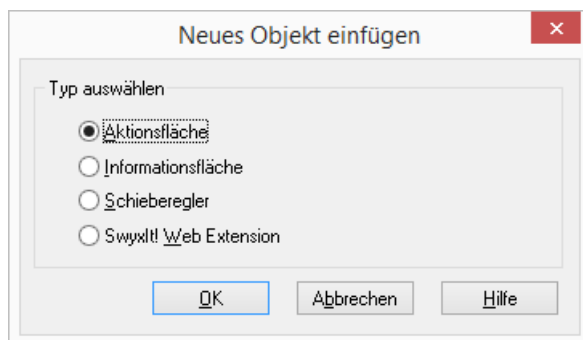 Neues Objekt einfügen
Typ auswählen
Aktionsfläche
Informationsfläche
Schieberegler
SwyxIt! Web Extension
OK Abbrechen Hilfe